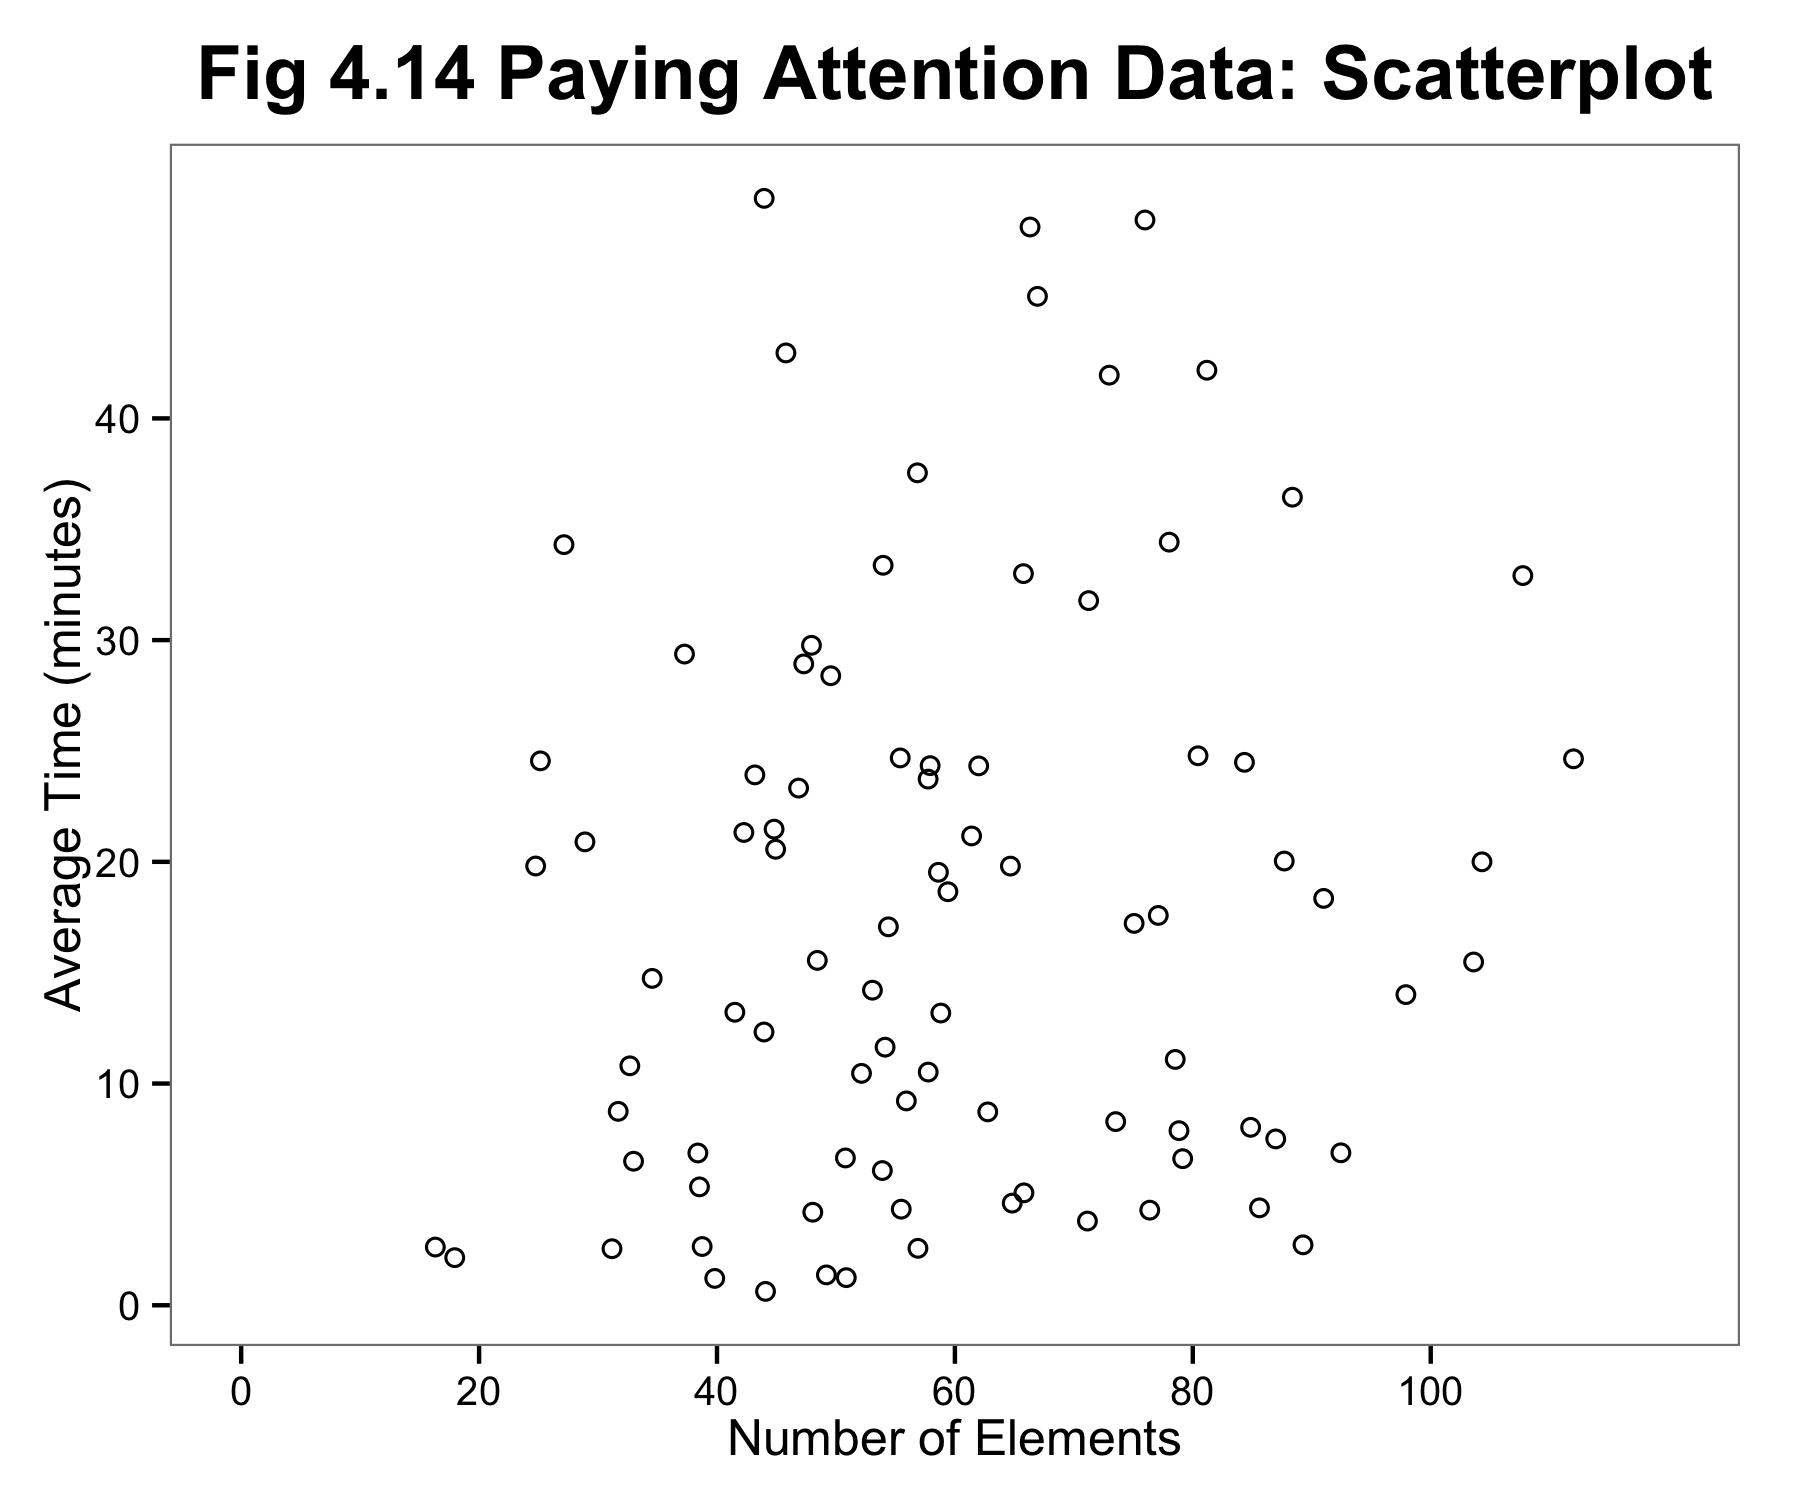 Fig 4.14 Paying Attention Data: Scatterplot
Average Time (minutes)
40
30
20
10
0
0 20 40 60 80 100
Number of Elements